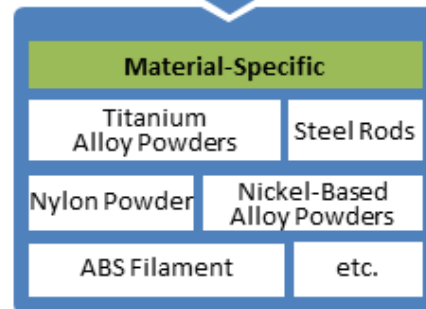 Material-Specific
Titanium
Alloy Powders
Steel Rods
Nylon Powder
Nickel-Based
Alloy Powders
ABS Filament
etc.